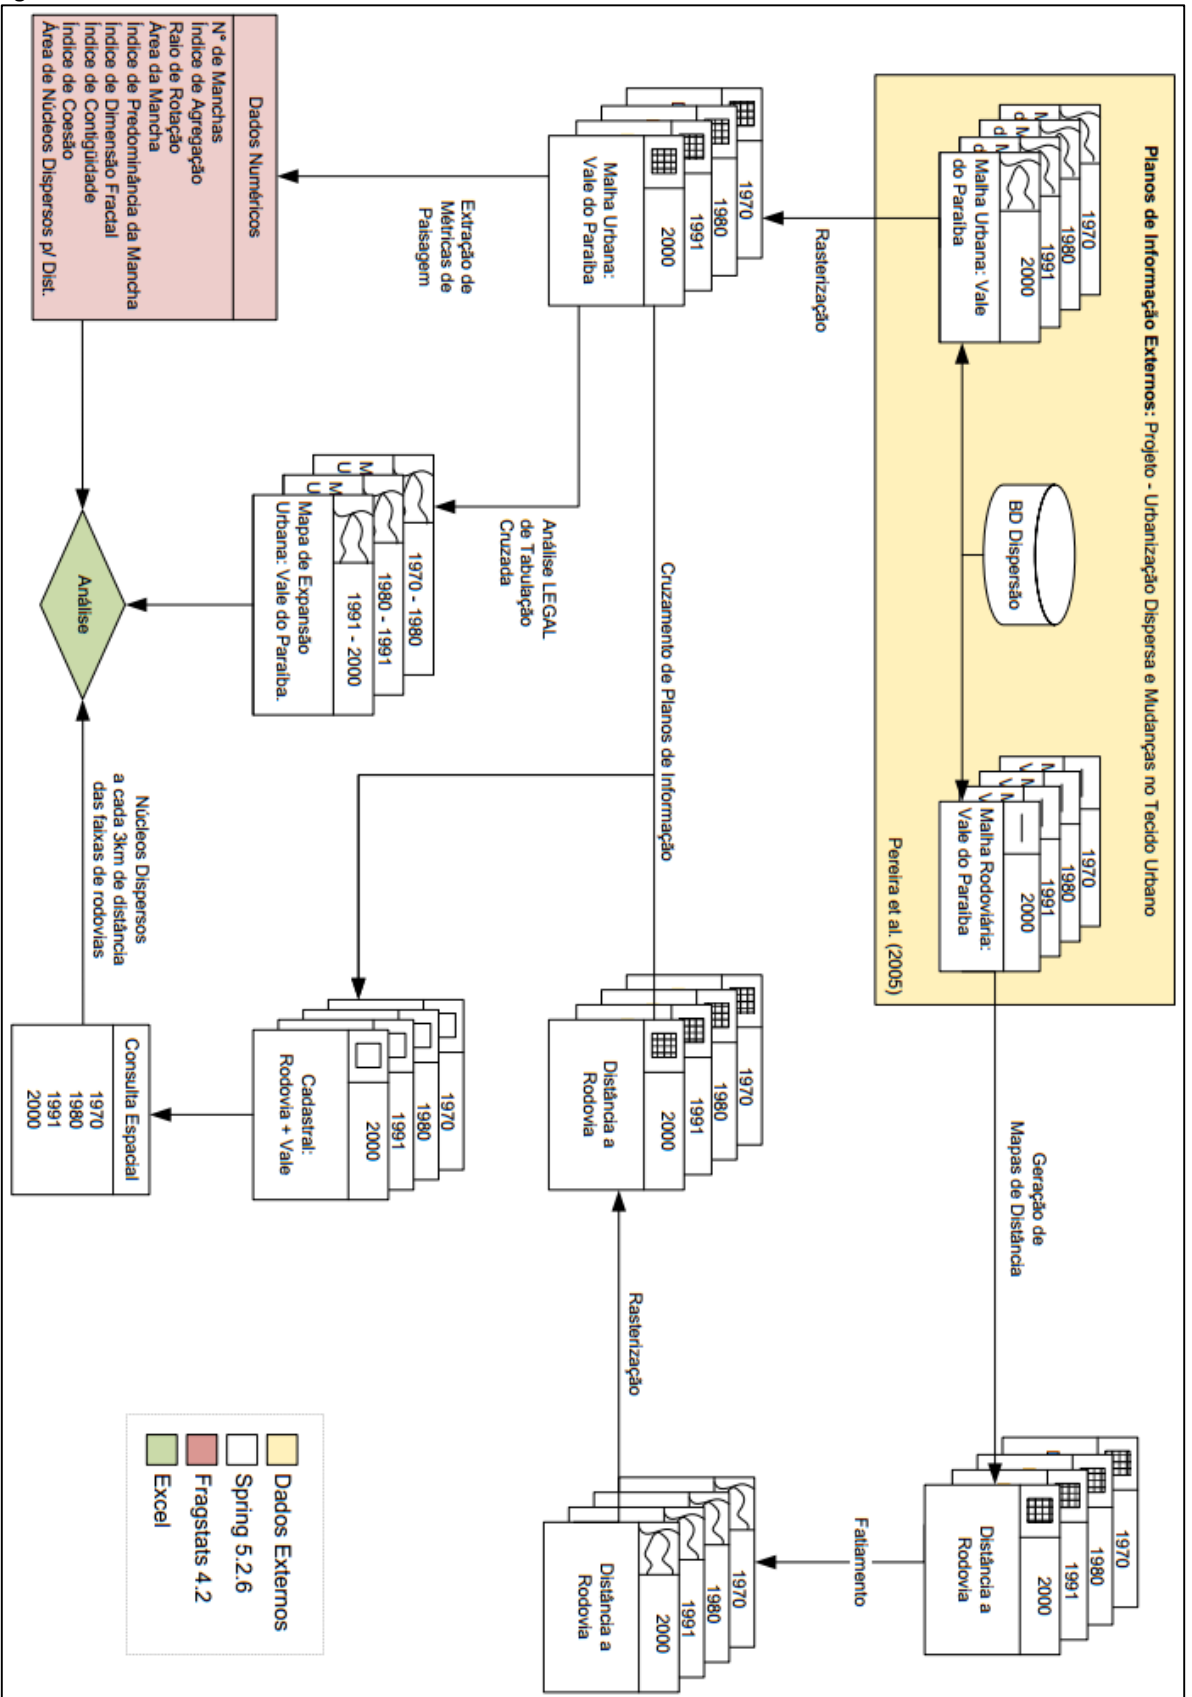 Planos de Informação Externos: Projeto - Urbanização Dispersa e Mudanças no Tecido Urbano
1970
1980
1991
2000
M
d
M
d
M
d
Malha Urbana: Vale
do Paraíba
BD Dispersão
1970
1980
1991
2000
M
V
M
V
M
V
Malha Rodoviária:
Vale do Paraíba
Pereira et al. (2005)
Rasterização
Geração de
Mapas de Distância
1970
1980
1991
2000
Malha Urbana:
Vale do Paraíba
Cruzamento de Planos de Informação
1970
1980
1991
2000
Distância a
Rodovia
Rasterização
1970
1980
1991
2000
Distância a
Rodovia
Fatiamento
1970
1980
1991
2000
Distância a
Rodovia
Extração de
Métricas de
Paisagem
Análise LEGAL
de Tabulação
Cruzada
1970 - 1980
1980 - 1991
1991 - 2000
M
U
M
U
Mapa de Expansão
Urbana: Vale do Paraíba.
1970
1980
1991
2000
Cadastral:
Rodovia + Vale
Dados Numéricos
N° de Manchas
Índice de Agregação
Raio de Rotação
Área da Mancha
Índice de Predominância da Mancha
Índice de Dimensão Fractal
Índice de Contigüidade
Índice de Coesão
Área de Núcleos Dispersos p/ Dist.
Análise
Núcleos Dispersos
a cada 3km de distância
das faixas de rodovias
Consulta Espacial
1970
1980
1991
2000
Dados Externos
Spring 5.2.6
Fragstats 4.2
Excel